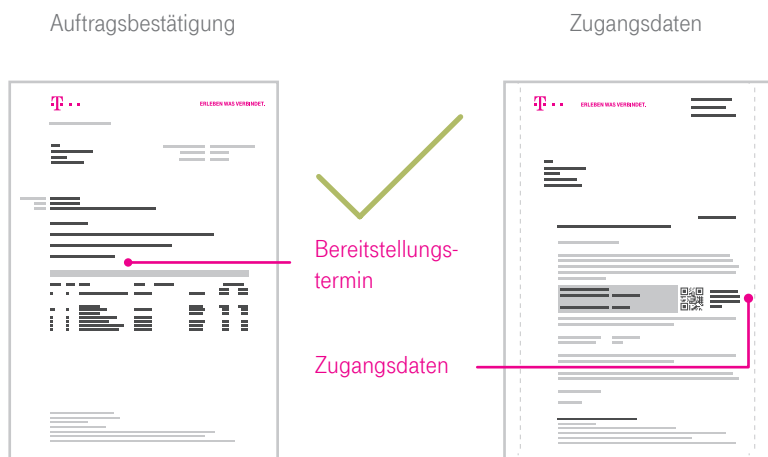 Auftragsbestätigung
Zugangsdaten
T
ERLEBEN WAS VERBINDET.
T
ERLEBEN WAS VERBINDET.
Bereitstellungs-
termin
Zugangsdaten